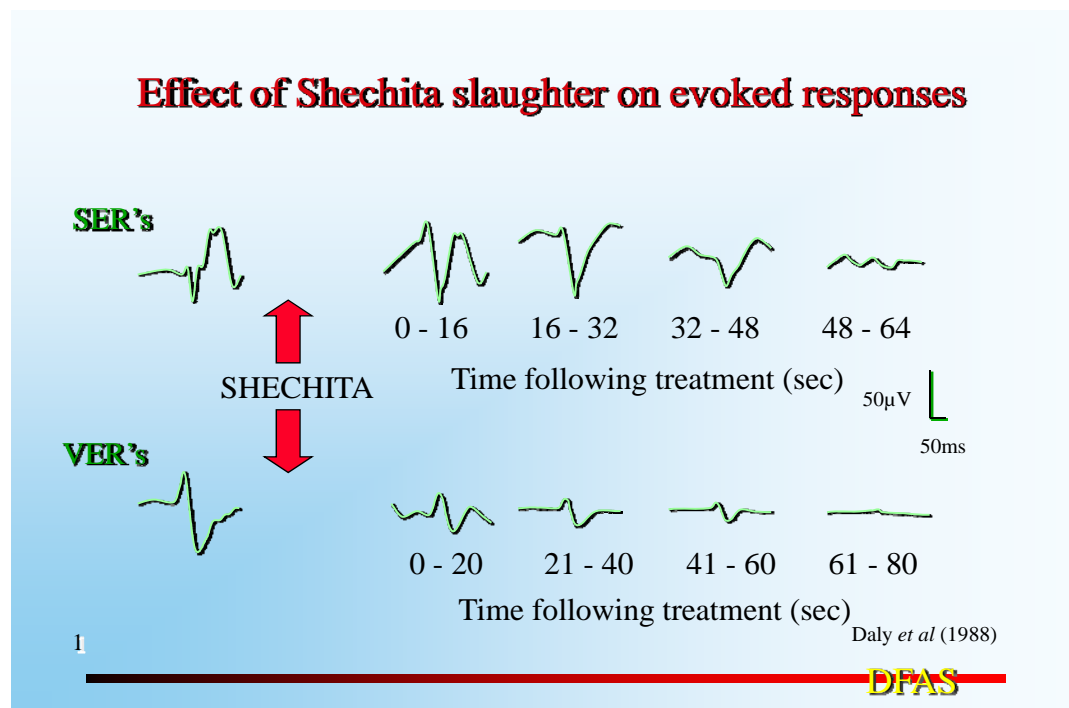 Effect of Shechita slaughter on evoked responses
SER's
0 - 16 16 - 32 32 - 48 48 - 64
Time following treatment (sec)
SHECHITA
50µV
50ms
VER's
0 - 20 21 - 40 41 - 60 61 - 80
Time following treatment (sec)
Daly et al (1988)
1
DFAS